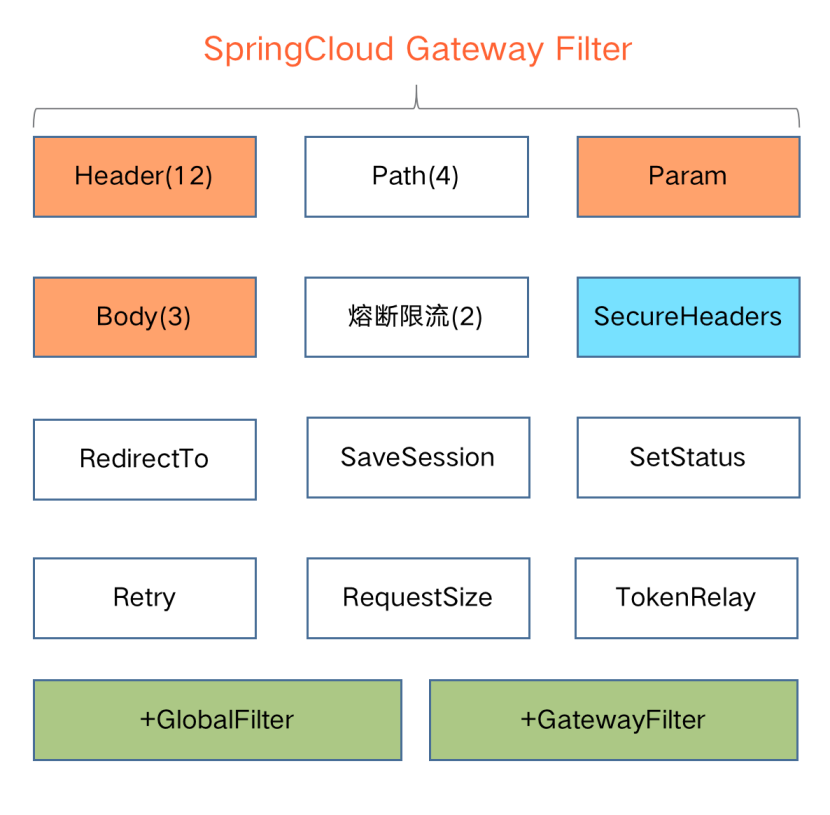 SpringCloud Gateway Filter
Header(12)
Path(4)
Param
Body(3)
熔断限流(2)
SecureHeaders
RedirectTo
SaveSession
SetStatus
Retry
RequestSize
TokenRelay
+GlobalFilter
+GatewayFilter